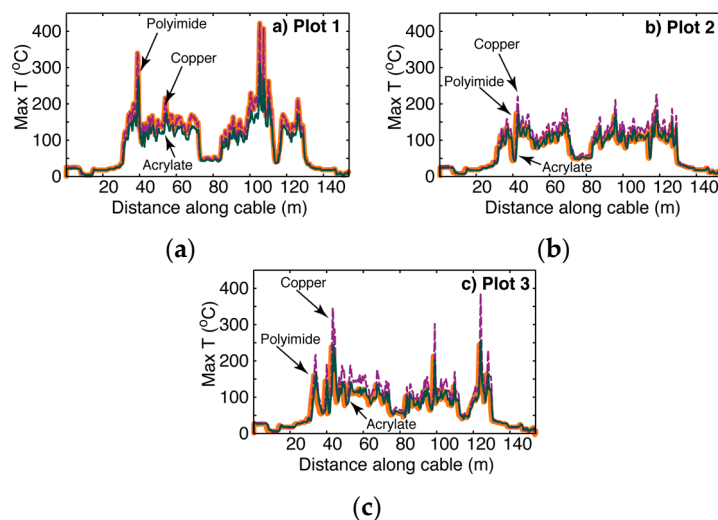 a) Plot 1
Polyimide
Copper
Acrylate
Max T (°C)
400
300
200
100
0
20 40 60 80 100 120 140
Distance along cable (m)
(a)
b) Plot 2
Copper
Polyimide
Acrylate
Max T (°C)
400
300
200
100
0
20 40 60 80 100 120 140
Distance along cable (m)
(b)
c) Plot 3
Copper
Polyimide
Acrylate
Max T (°C)
400
300
200
100
0
20 40 60 80 100 120 140
Distance along cable (m)
(c)